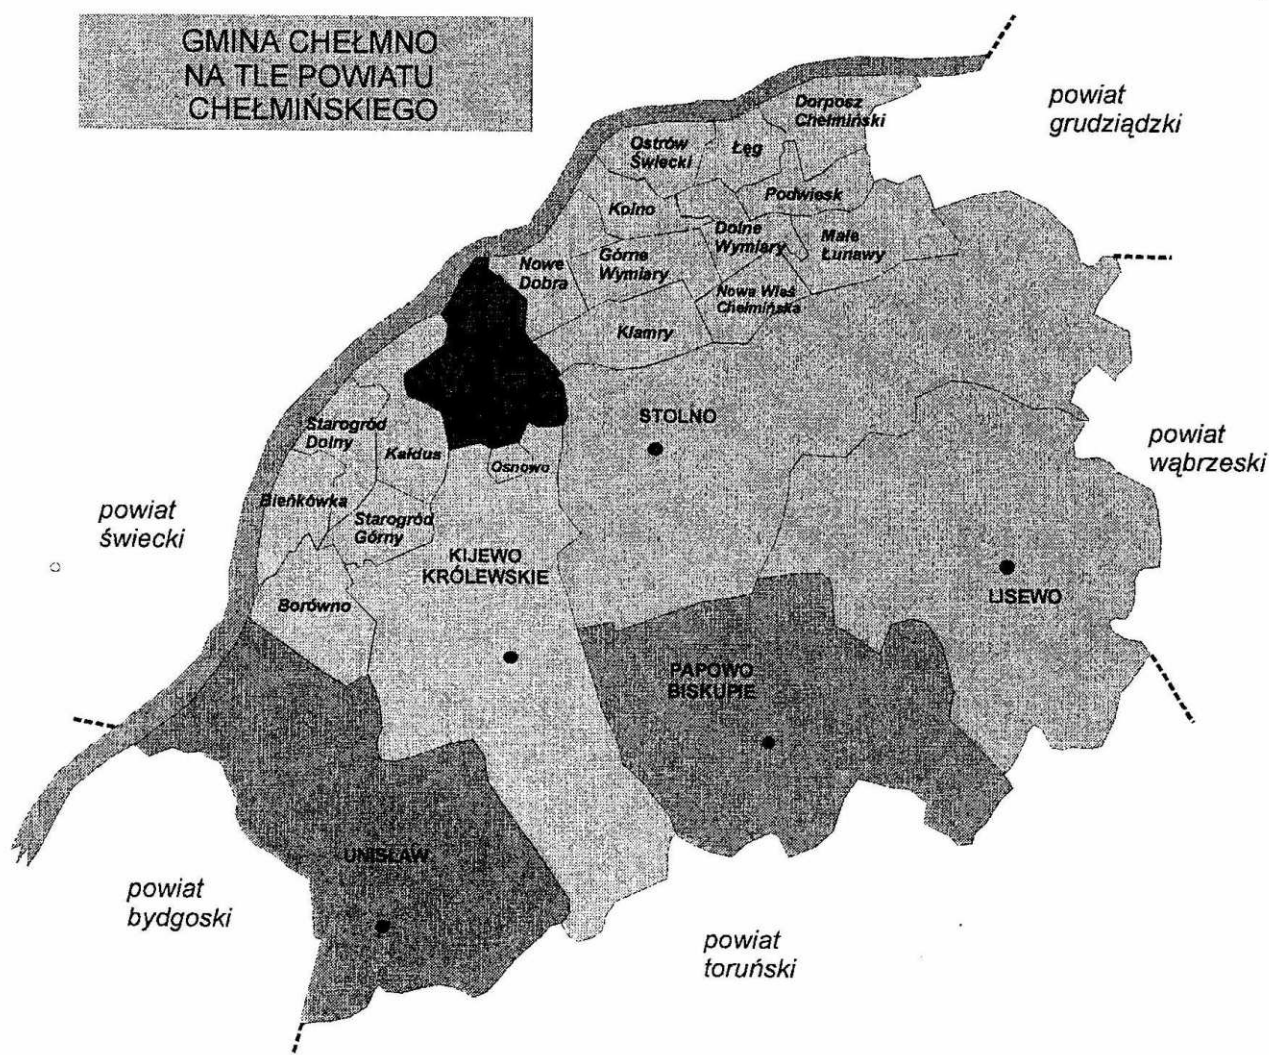 GMINA CHEŁMNO
NA TLE POWIATU
CHEŁMIŃSKIEGO
powiat
grudziądzki
Dorposz
Chełmiński
Ostrów
Świecki
Łęg
Podwiesk
Kolno
Dolne
Wymiary
Małe
Łunawy
Nowe
Dobra
Górne
Wymiary
Nowa Wieś
Chełmińska
Klamry
STOLNO
powiat
wąbrzeski
Starogród
Dolny
Kałdus
Osnowo
Bieńkówka
Starogród
Górny
powiat
świecki
KIJEWO
KRÓLEWSKIE
LISEWO
Borówno
PAPOWO
BISKUPIE
UNISŁAW
powiat
bydgoski
powiat
toruński